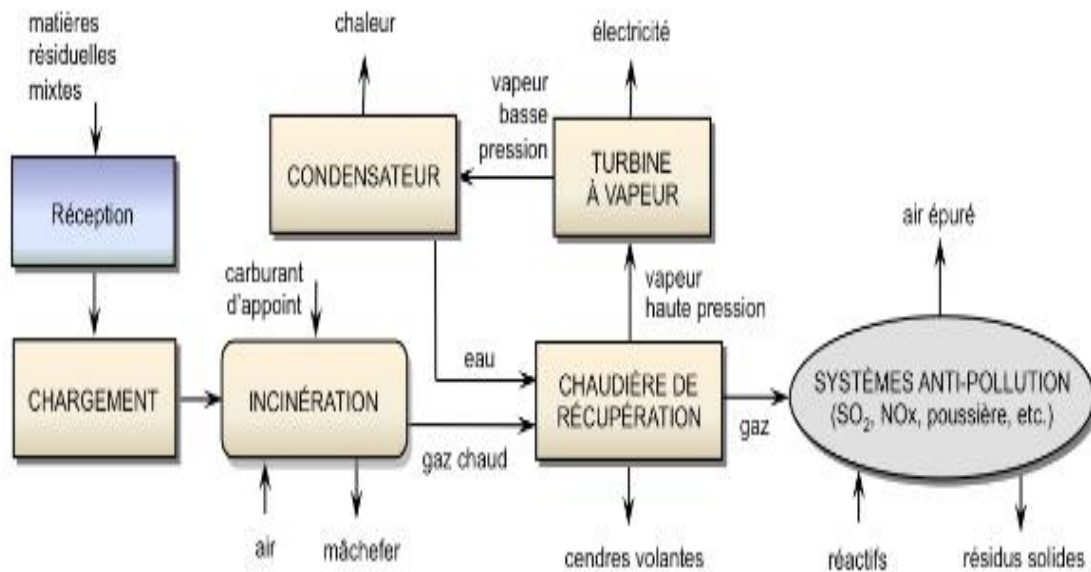 matières
résiduelles
mixtes
chaleur
électricité
vapeur
basse
pression
Réception
CONDENSATEUR
TURBINE
À VAPEUR
air épuré
carburant
d'appoint
vapeur
haute pression
CHARGEMENT
INCINÉRATION
eau
gaz chaud
CHAUDIÈRE DE
RÉCUPÉRATION
gaz
SYSTÈMES ANTI-POLLUTION
(SO₂, NOx, poussière, etc.)
air
mâchefer
cendres volantes
réactifs
résidus solides